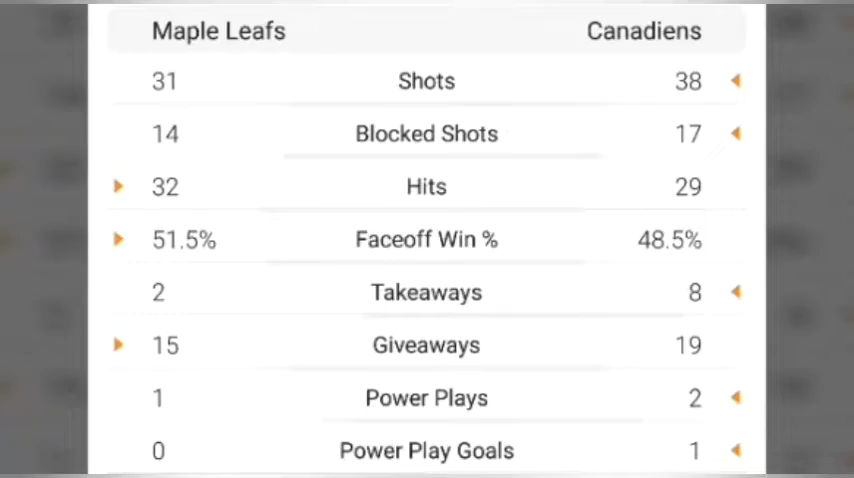 Maple Leafs Canadiens
31 Shots 38
14 Blocked Shots 17
32 Hits 29
51.5% Faceoff Win % 48.5%
2 Takeaways 8
15 Giveaways 19
1 Power Plays 2
0 Power Play Goals 1